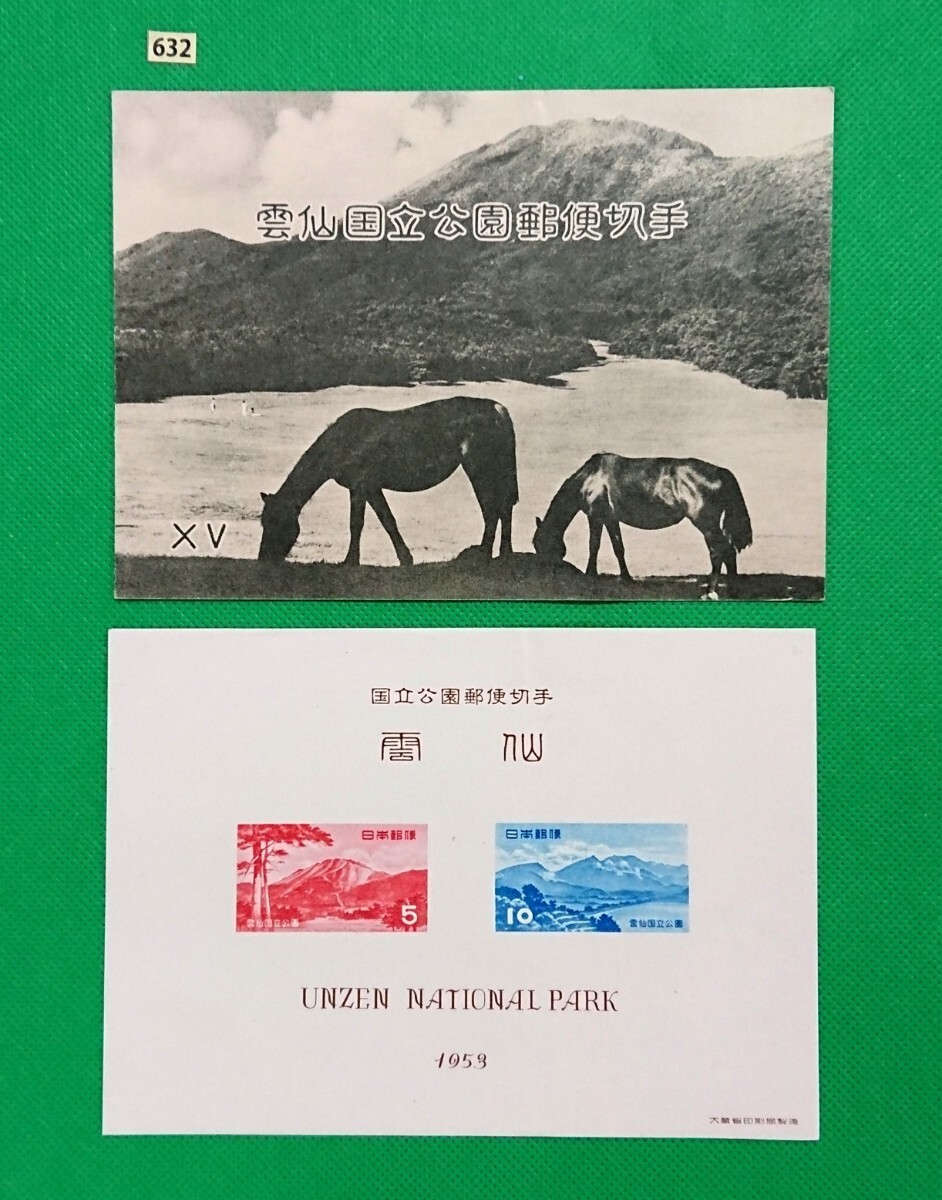 632
雲仙国立公園郵便切手
XV
国立公園郵便切手
雲仙
日本郵便
5
雲仙国立公園
日本郵便
10
雲仙国立公園
UNZEN NATIONAL PARK
1953
大蔵省印刷局製造